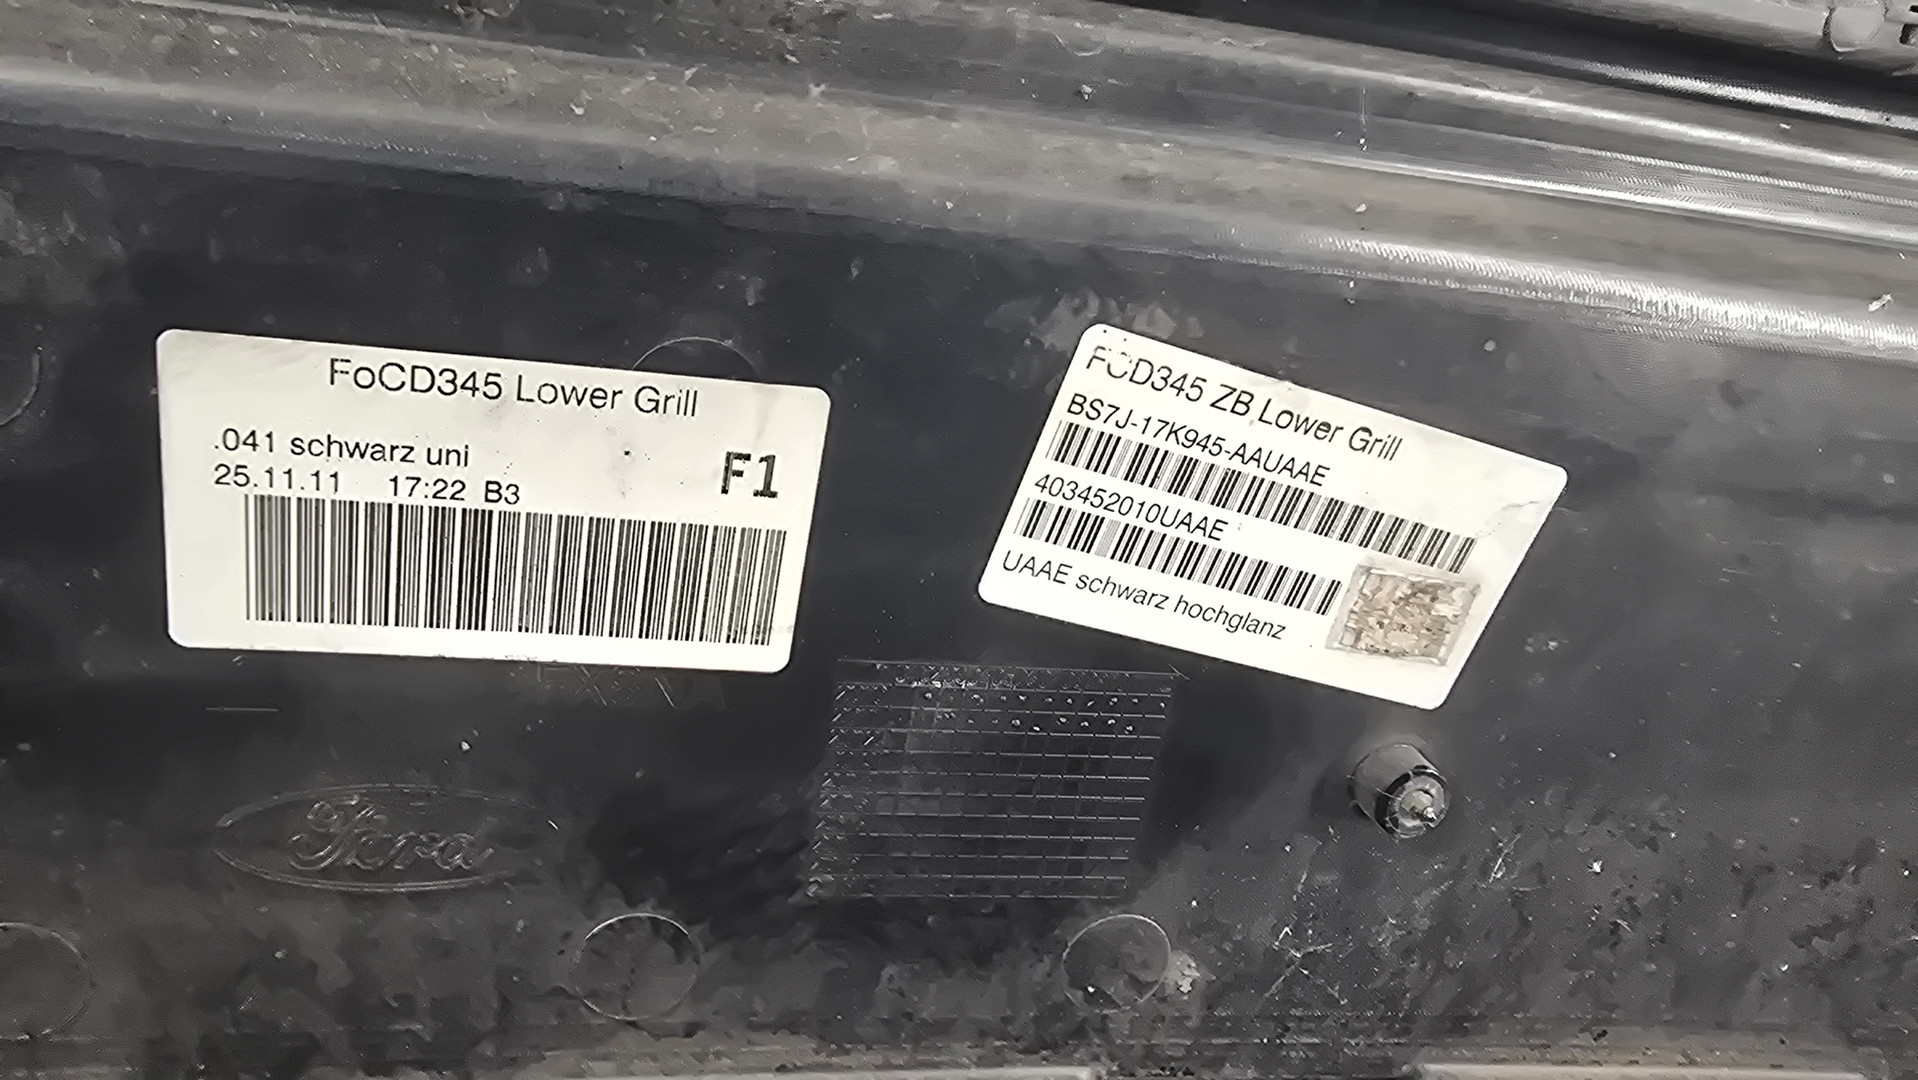 FoCD345 Lower Grill
.041 schwarz uni
25.11.11 17:22 B3
F1
FCD345 ZB Lower Grill
BS7J-17K945-AAUAAE
403452010UAAE
UAAE schwarz hochglanz
Ford